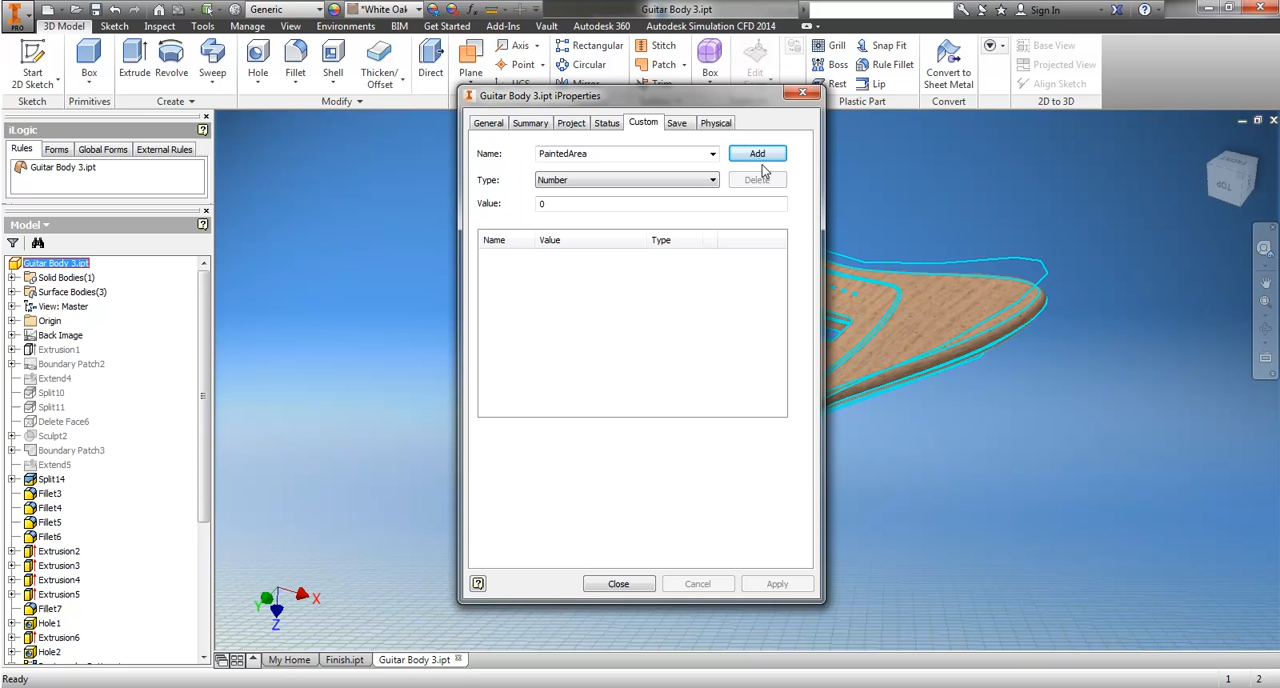 Generic
*White Oak
Guitar Body 3.ipt
Sign In
PRO
3D Model
Sketch
Inspect
Tools
Manage
View
Environments
BIM
Get Started
Add-Ins
Vault
Autodesk 360
Autodesk Simulation CFD 2014
Start
2D Sketch
Box
Extrude
Revolve
Sweep
Hole
Fillet
Shell
Thicken/
Offset
Direct
Plane
Axis
Point
UCS
Rectangular
Circular
Mirror
Stitch
Patch
Trim
Box
Edit
Grill
Boss
Rest
Snap Fit
Rule Fillet
Lip
Convert to
Sheet Metal
Base View
Projected View
Align Sketch
Sketch
Primitives
Create
Modify
Plastic Part
Convert
2D to 3D
iLogic
Rules
Forms
Global Forms
External Rules
Guitar Body 3.ipt
Model
Guitar Body 3.ipt
Solid Bodies(1)
Surface Bodies(3)
View: Master
Origin
Back Image
Extrusion1
Boundary Patch2
Extend4
Split10
Split11
Delete Face6
Sculpt2
Boundary Patch3
Extend5
Split14
Fillet3
Fillet4
Fillet5
Fillet6
Extrusion2
Extrusion3
Extrusion4
Extrusion5
Fillet7
Hole1
Extrusion6
Hole2
Guitar Body 3.ipt iProperties
General
Summary
Project
Status
Custom
Save
Physical
Name:
PaintedArea
Add
Type:
Number
Delete
Value:
0
Name
Value
Type
Close
Cancel
Apply
TOP
X
Y
Z
My Home
Finish.ipt
Guitar Body 3.ipt
Ready
1
2